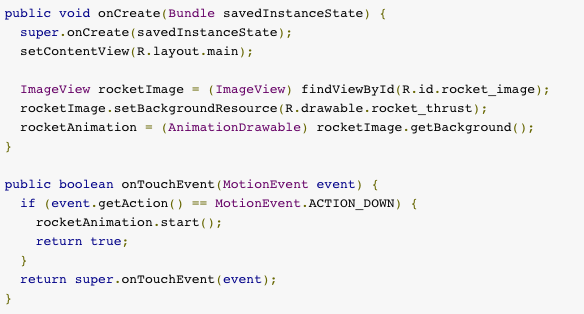 public void onCreate(Bundle savedInstanceState) {
  super.onCreate(savedInstanceState);
  setContentView(R.layout.main);

  ImageView rocketImage = (ImageView) findViewById(R.id.rocket_image);
  rocketImage.setBackgroundResource(R.drawable.rocket_thrust);
  rocketAnimation = (AnimationDrawable) rocketImage.getBackground();
}

public boolean onTouchEvent(MotionEvent event) {
  if (event.getAction() == MotionEvent.ACTION_DOWN) {
    rocketAnimation.start();
    return true;
  }
  return super.onTouchEvent(event);
}